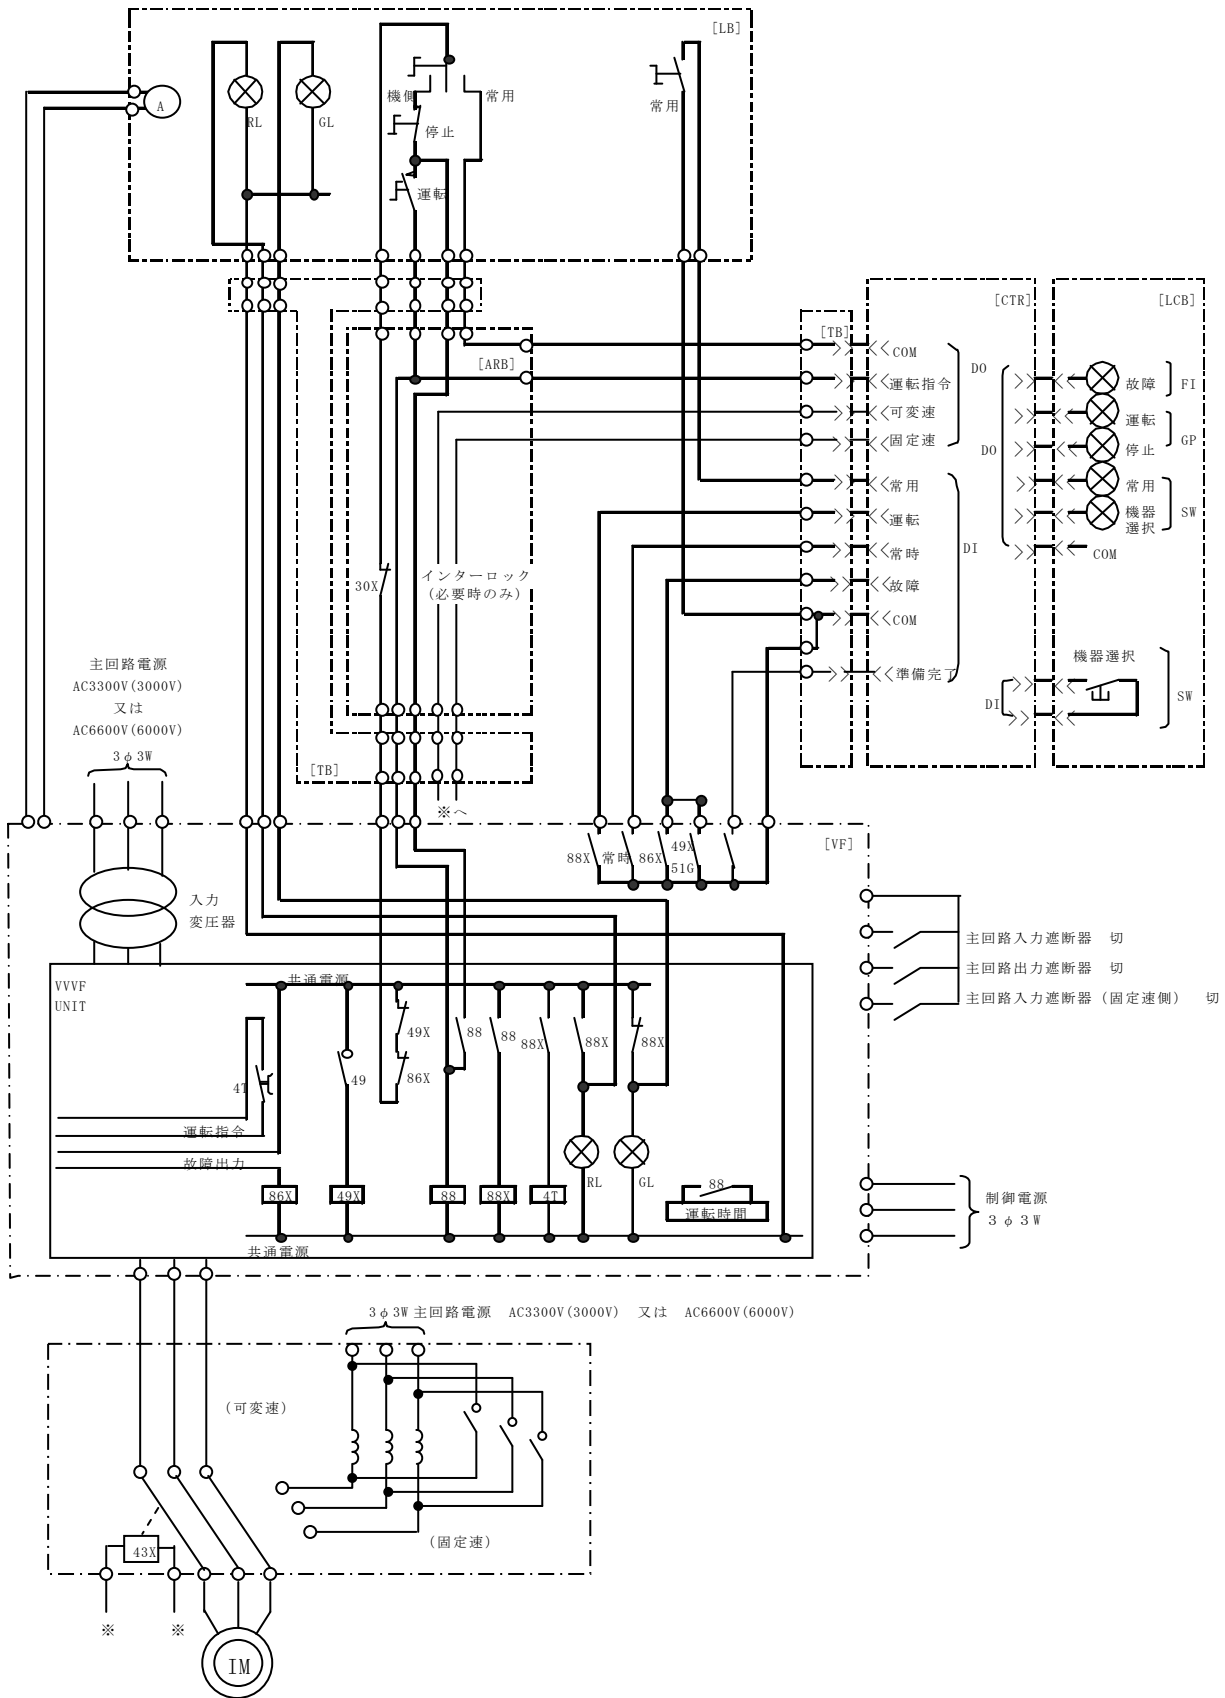 [LB]
A
RL
GL
機側
常用
停止
運転
常用
[CTR]
[LCB]
[TB]
[ARB]
COM
運転指令
可変速
固定速
DO
常用
運転
常時
故障
COM
準備完了
DI
DO
故障
FI
運転
停止
GP
常用
機器
選択
SW
COM
機器選択
DI
SW
30X
インターロック
(必要時のみ)
主回路電源
AC3300V(3000V)
又は
AC6600V(6000V)
3φ3W
[TB]
※へ
[VF]
88X
常時
86X
49X
51G
入力
変圧器
主回路入力遮断器 切
主回路出力遮断器 切
主回路入力遮断器(固定速側) 切
VVVF
UNIT
共通電源
49X
86X
88
88
88X
88X
88X
4T
49
運転指令
故障出力
RL
GL
86X
49X
88
88X
4T
88
運転時間
共通電源
制御電源
3φ3W
3φ3W 主回路電源 AC3300V(3000V) 又は AC6600V(6000V)
(可変速)
(固定速)
43X
※
※
IM